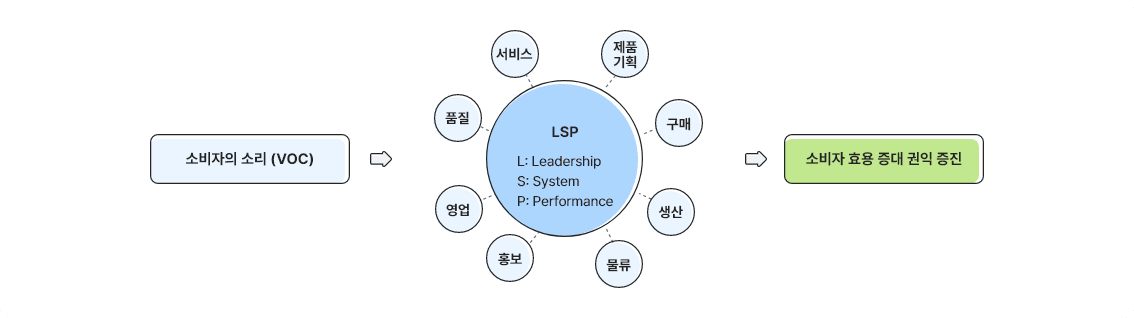 소비자의 소리 (VOC)
서비스
제품
기획
품질
구매
영업
생산
홍보
물류
LSP
L: Leadership
S: System
P: Performance
소비자 효용 증대 권익 증진